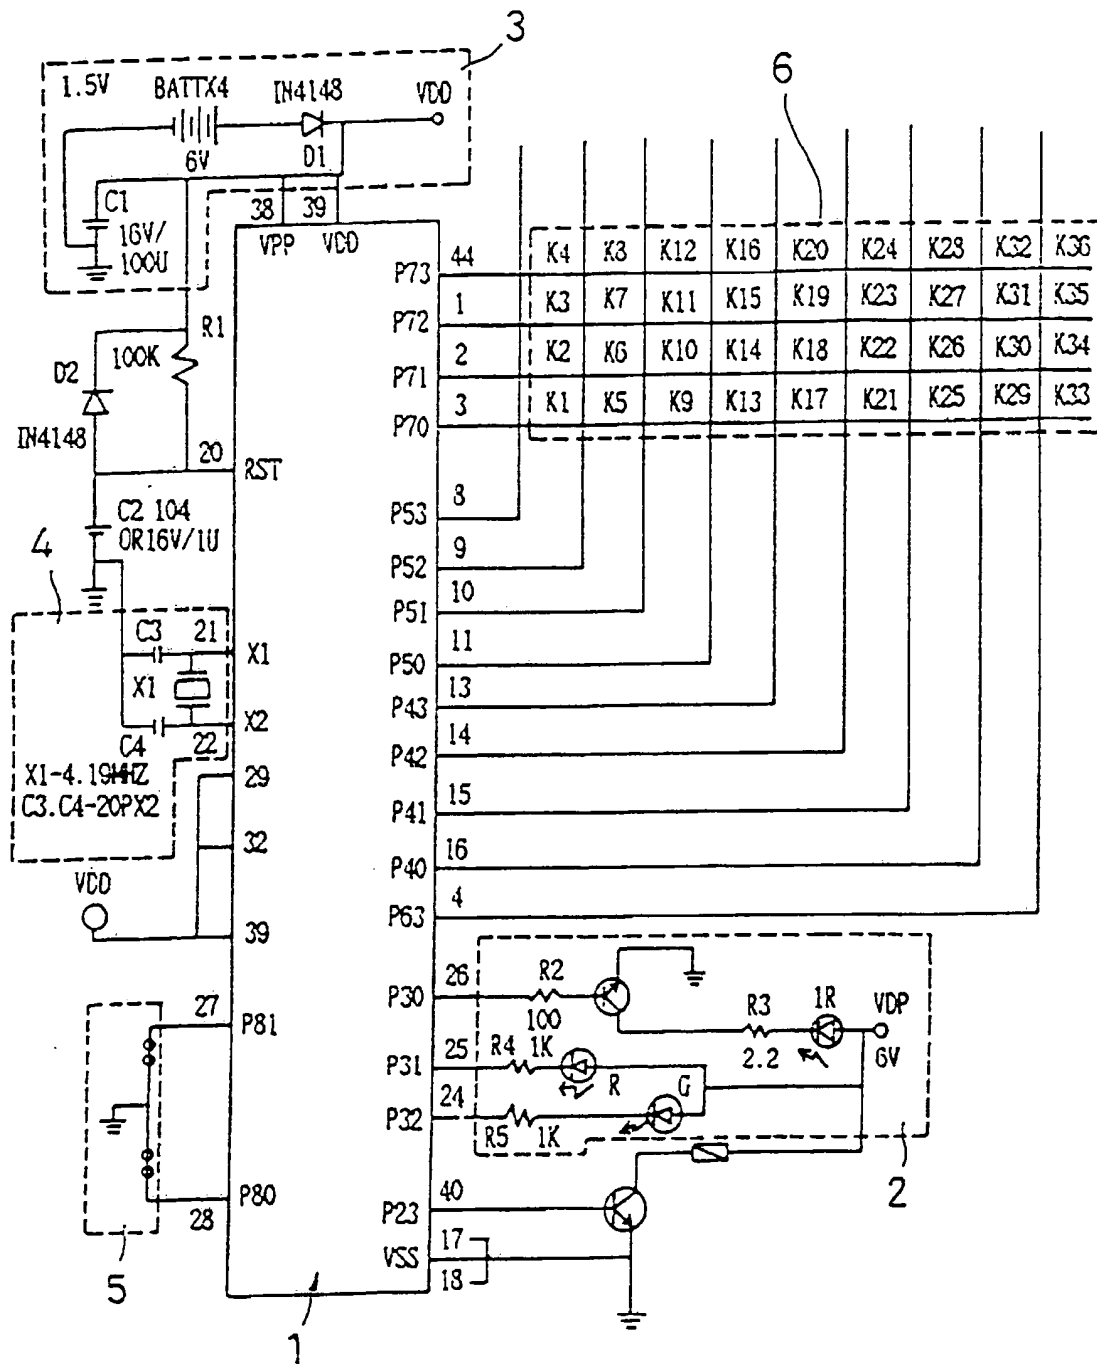 3
1.5V BATTX4 IN4148 VDD
6V D1
6
C1
16V/
100U
38 39
VPP VDD
R1
100K
D2
IN4148
20 RST
C2 104
OR16V/1U
4
C3 21 X1
X1
C4 22 X2
X1-4.19MHZ
C3.C4-20PX2
29
32
VDD
39
27 P81
28 P80
5
1
P73 44 K4 K8 K12 K16 K20 K24 K28 K32 K36
P72 1 K3 K7 K11 K15 K19 K23 K27 K31 K35
P71 2 K2 K6 K10 K14 K18 K22 K26 K30 K34
P70 3 K1 K5 K9 K13 K17 K21 K25 K29 K33
P53 8
P52 9
P51 10
P50 11
P43 13
P42 14
P41 15
P40 16
P63 4
P30 26 R2
100
R3 1R VDP
2.2 6V
P31 25 R4 1K R
P32 24 R5 1K G
2
P23 40
VSS 17
18